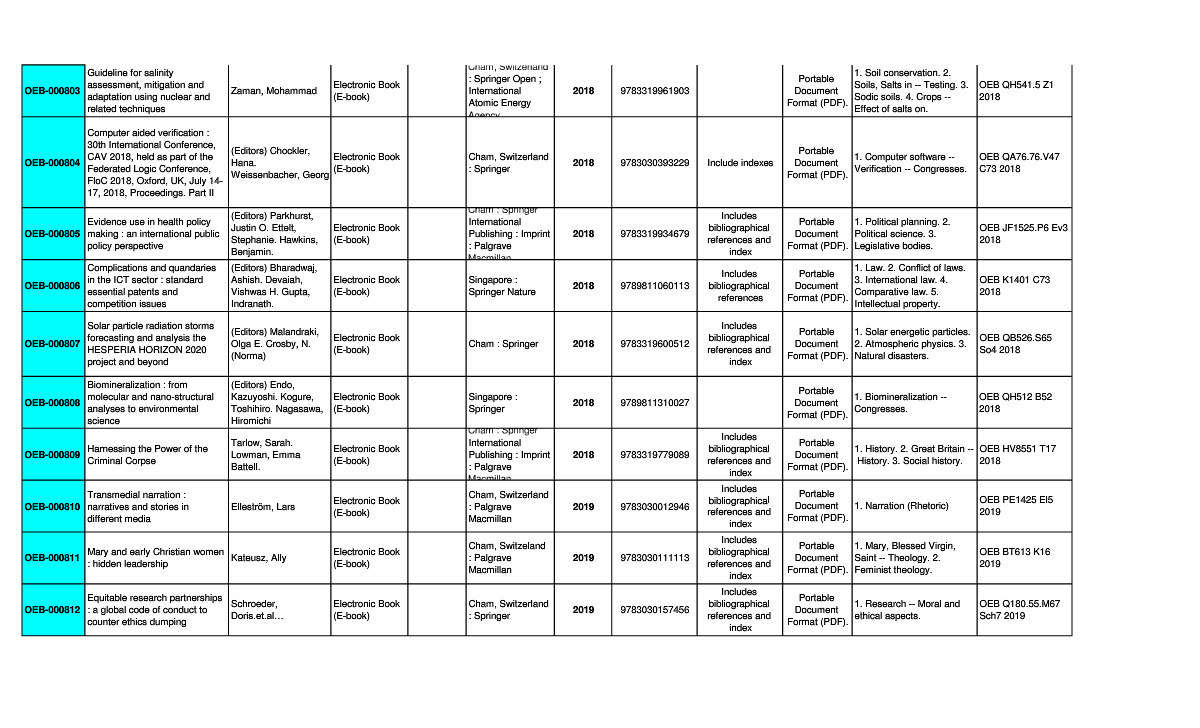 OEB-000803
Guideline for salinity
assessment, mitigation and
adaptation using nuclear and
related techniques
Zaman, Mohammad
Electronic Book
(E-book)
Cham, Switzerland
: Springer Open ;
International
Atomic Energy
Agency
2018
9783319961903
Portable
Document
Format (PDF).
1. Soil conservation. 2.
Soils, Salts in -- Testing. 3.
Sodic soils. 4. Crops --
Effect of salts on.
OEB QH541.5 Z1
2018
OEB-000804
Computer aided verification :
30th International Conference,
CAV 2018, held as part of the
Federated Logic Conference,
FloC 2018, Oxford, UK, July 14-
17, 2018, Proceedings. Part II
(Editors) Chockler,
Hana.
Weissenbacher, Georg
Electronic Book
(E-book)
Cham, Switzerland
: Springer
2018
9783030393229
Include indexes
Portable
Document
Format (PDF).
1. Computer software --
Verification -- Congresses.
OEB QA76.76.V47
C73 2018
OEB-000805
Evidence use in health policy
making : an international public
policy perspective
(Editors) Parkhurst,
Justin O. Ettelt,
Stephanie. Hawkins,
Benjamin.
Electronic Book
(E-book)
Cham : Springer
International
Publishing : Imprint
: Palgrave
Macmillan
2018
9783319934679
Includes
bibliographical
references and
index
Portable
Document
Format (PDF).
1. Political planning. 2.
Political science. 3.
Legislative bodies.
OEB JF1525.P6 Ev3
2018
OEB-000806
Complications and quandaries
in the ICT sector : standard
essential patents and
competition issues
(Editors) Bharadwaj,
Ashish. Devaiah,
Vishwas H. Gupta,
Indranath.
Electronic Book
(E-book)
Singapore :
Springer Nature
2018
9789811060113
Includes
bibliographical
references
Portable
Document
Format (PDF).
1. Law. 2. Conflict of laws.
3. International law. 4.
Comparative law. 5.
Intellectual property.
OEB K1401 C73
2018
OEB-000807
Solar particle radiation storms
forecasting and analysis the
HESPERIA HORIZON 2020
project and beyond
(Editors) Malandraki,
Olga E. Crosby, N.
(Norma)
Electronic Book
(E-book)
Cham : Springer
2018
9783319600512
Includes
bibliographical
references and
index
Portable
Document
Format (PDF).
1. Solar energetic particles.
2. Atmospheric physics. 3.
Natural disasters.
OEB QB526.S65
So4 2018
OEB-000808
Biomineralization : from
molecular and nano-structural
analyses to environmental
science
(Editors) Endo,
Kazuyoshi. Kogure,
Toshihiro. Nagasawa,
Hiromichi
Electronic Book
(E-book)
Singapore :
Springer
2018
9789811310027
Portable
Document
Format (PDF).
1. Biomineralization --
Congresses.
OEB QH512 B52
2018
OEB-000809
Harnessing the Power of the
Criminal Corpse
Tarlow, Sarah.
Lowman, Emma
Battell.
Electronic Book
(E-book)
Cham : Springer
International
Publishing : Imprint
: Palgrave
Macmillan
2018
9783319779089
Includes
bibliographical
references and
index
Portable
Document
Format (PDF).
1. History. 2. Great Britain --
History. 3. Social history.
OEB HV8551 T17
2018
OEB-000810
Transmedial narration :
narratives and stories in
different media
Elleström, Lars
Electronic Book
(E-book)
Cham, Switzerland
: Palgrave
Macmillan
2019
9783030012946
Includes
bibliographical
references and
index
Portable
Document
Format (PDF).
1. Narration (Rhetoric)
OEB PE1425 El5
2019
OEB-000811
Mary and early Christian women
: hidden leadership
Kateusz, Ally
Electronic Book
(E-book)
Cham, Switzeland
: Palgrave
Macmillan
2019
9783030111113
Includes
bibliographical
references and
index
Portable
Document
Format (PDF).
1. Mary, Blessed Virgin,
Saint -- Theology. 2.
Feminist theology.
OEB BT613 K16
2019
OEB-000812
Equitable research partnerships
: a global code of conduct to
counter ethics dumping
Schroeder,
Doris.et.al…
Electronic Book
(E-book)
Cham, Switzerland
: Springer
2019
9783030157456
Includes
bibliographical
references and
index
Portable
Document
Format (PDF).
1. Research -- Moral and
ethical aspects.
OEB Q180.55.M67
Sch7 2019